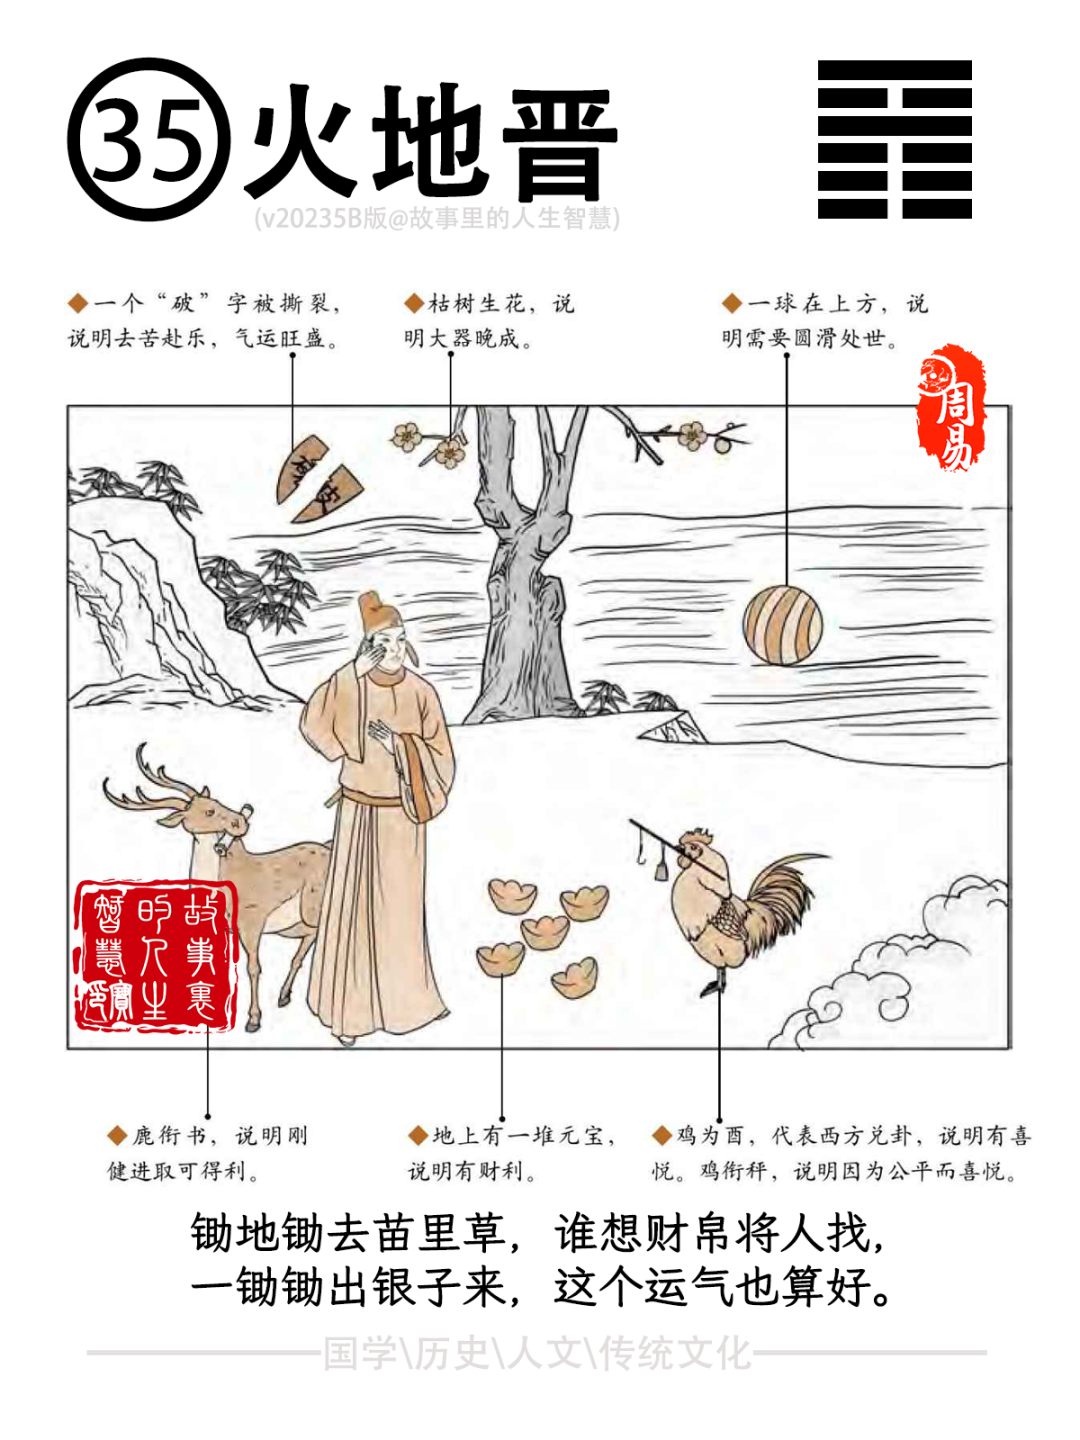 35 火地晋
(v20235B版@故事里的人生智慧)
◆一个“破”字被撕裂，
说明去苦赴乐，气运旺盛。
◆枯树生花，说
明大器晚成。
◆一球在上方，说
明需要圆滑处世。
周易
破
故事裏
的人生
智慧
◆鹿衔书，说明刚
健进取可得利。
◆地上有一堆元宝，
说明有财利。
◆鸡为酉，代表西方兑卦，说明有喜
悦。鸡衔秤，说明因为公平而喜悦。
锄地锄去苗里草，谁想财帛将人找，
一锄锄出银子来，这个运气也算好。
国学\历史\人文\传统文化